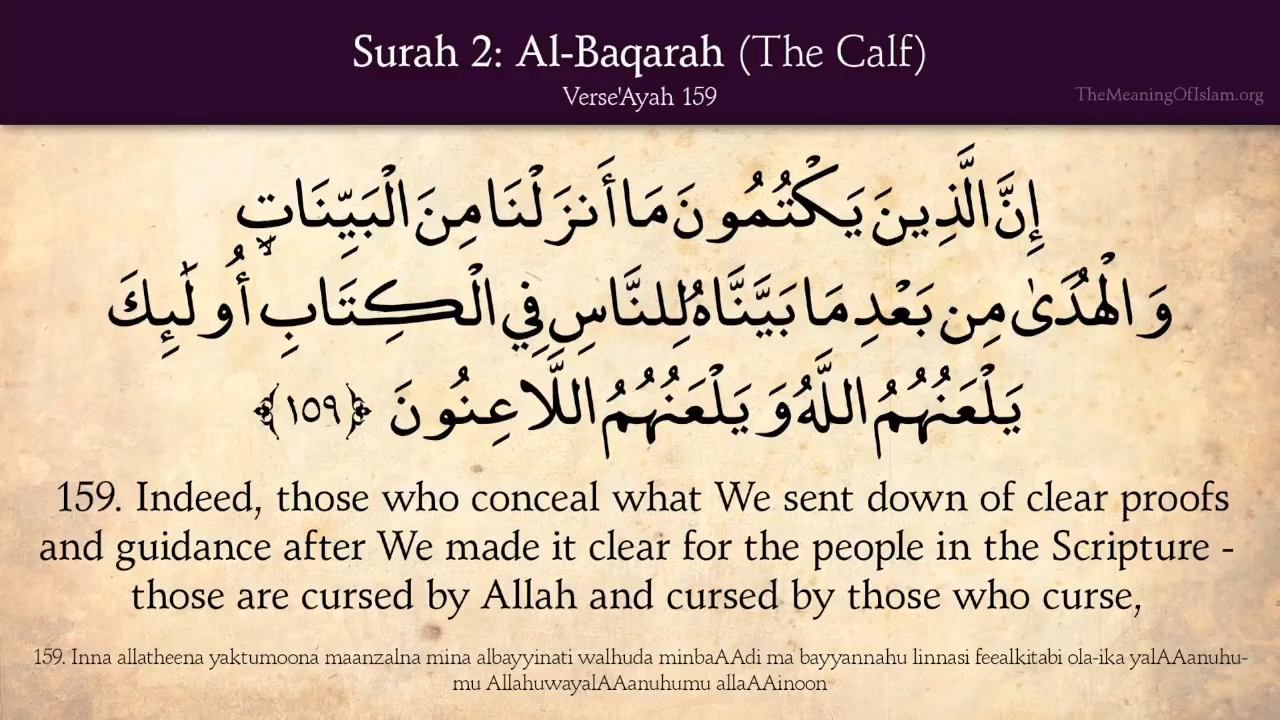 Surah 2: Al-Baqarah (The Calf)
Verse'Ayah 159
TheMeaningOfIslam.org
إِنَّ الَّذِينَ يَكْتُمُونَ مَا أَنزَلْنَا مِنَ الْبَيِّنَاتِ
وَالْهُدَىٰ مِن بَعْدِ مَا بَيَّنَّاهُ لِلنَّاسِ فِي الْكِتَابِ ۙ أُولَٰئِكَ
يَلْعَنُهُمُ اللَّهُ وَيَلْعَنُهُمُ اللَّاعِنُونَ ﴿١٥٩﴾
159. Indeed, those who conceal what We sent down of clear proofs
and guidance after We made it clear for the people in the Scripture -
those are cursed by Allah and cursed by those who curse,
159. Inna allatheena yaktumoona maanzalna mina albayyinati walhuda minbaAAdi ma bayyannahu linnasi feealkitabi ola-ika yalAAanuhu-
mu AllahuwayalAAanuhumu allaAAinoon